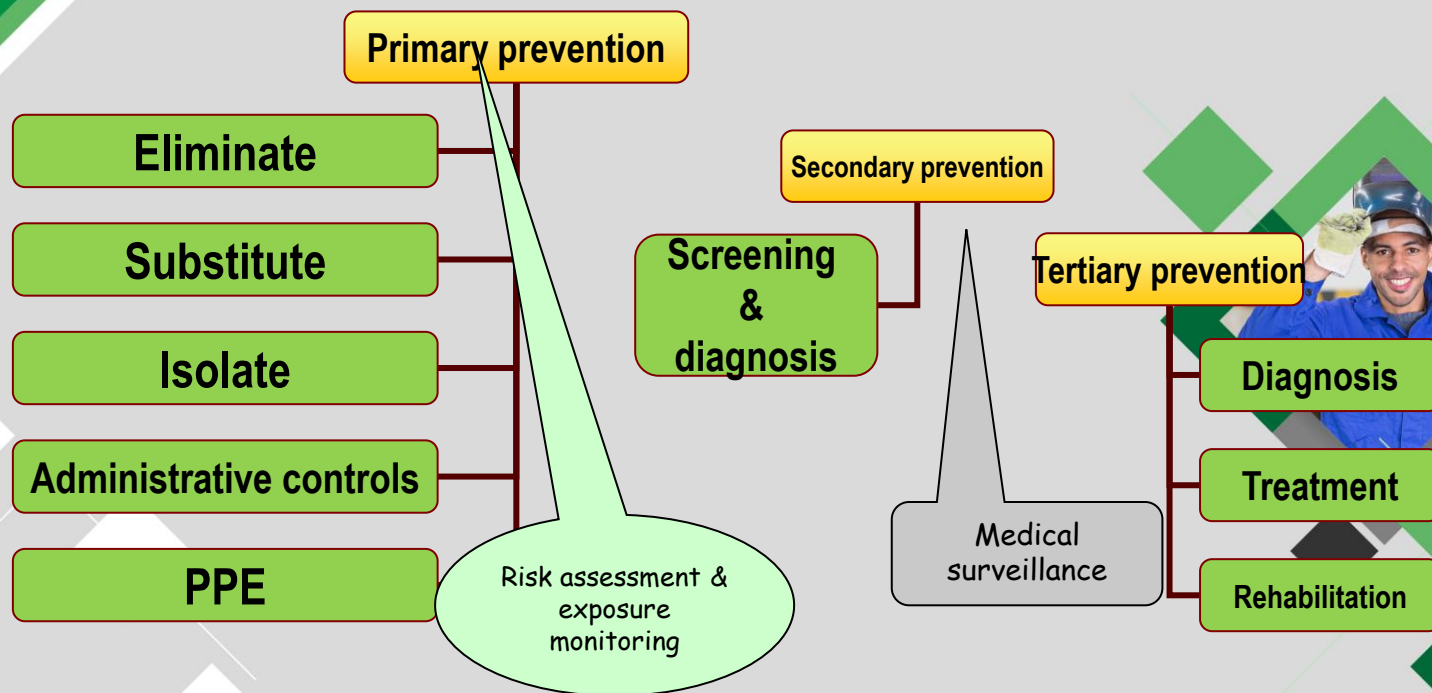 Primary prevention
Eliminate
Substitute
Isolate
Administrative controls
PPE
Risk assessment &
exposure
monitoring
Secondary prevention
Screening
&
diagnosis
Medical
surveillance
Tertiary prevention
Diagnosis
Treatment
Rehabilitation